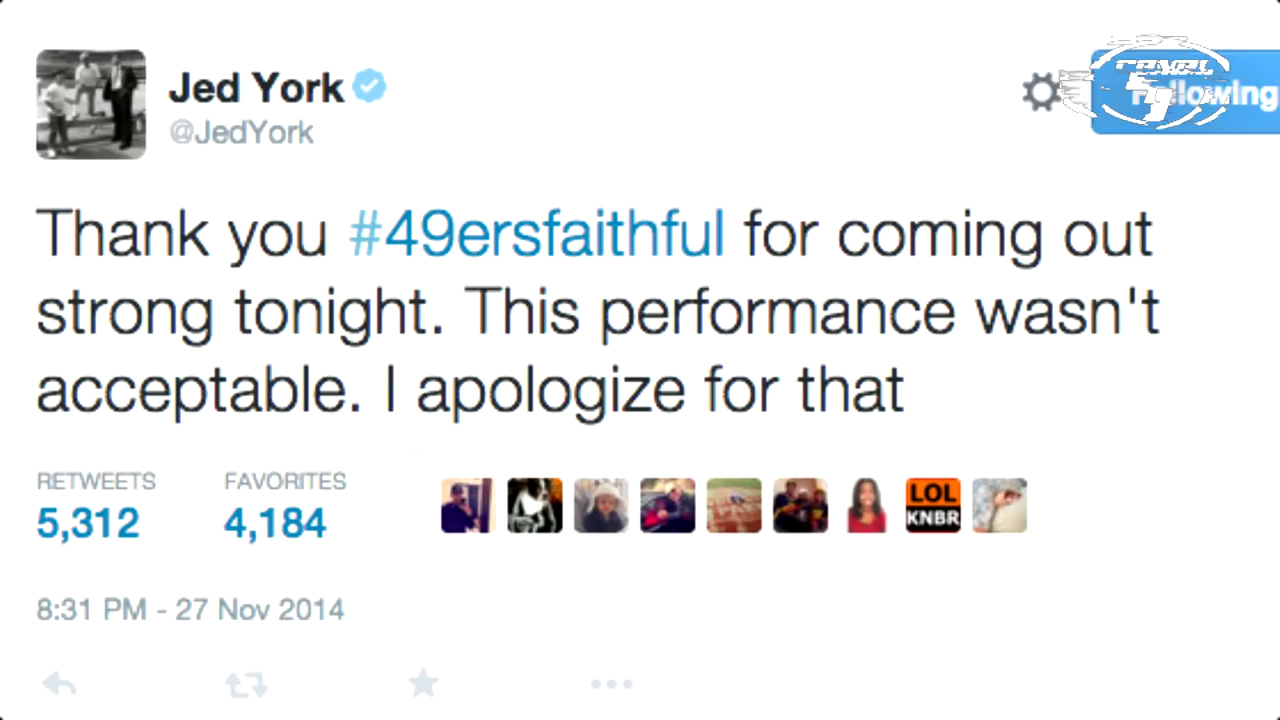 Jed York
@JedYork
Following
Thank you #49ersfaithful for coming out
strong tonight. This performance wasn't
acceptable. I apologize for that
RETWEETS FAVORITES
5,312 4,184
LOL
KNBR
8:31 PM - 27 Nov 2014